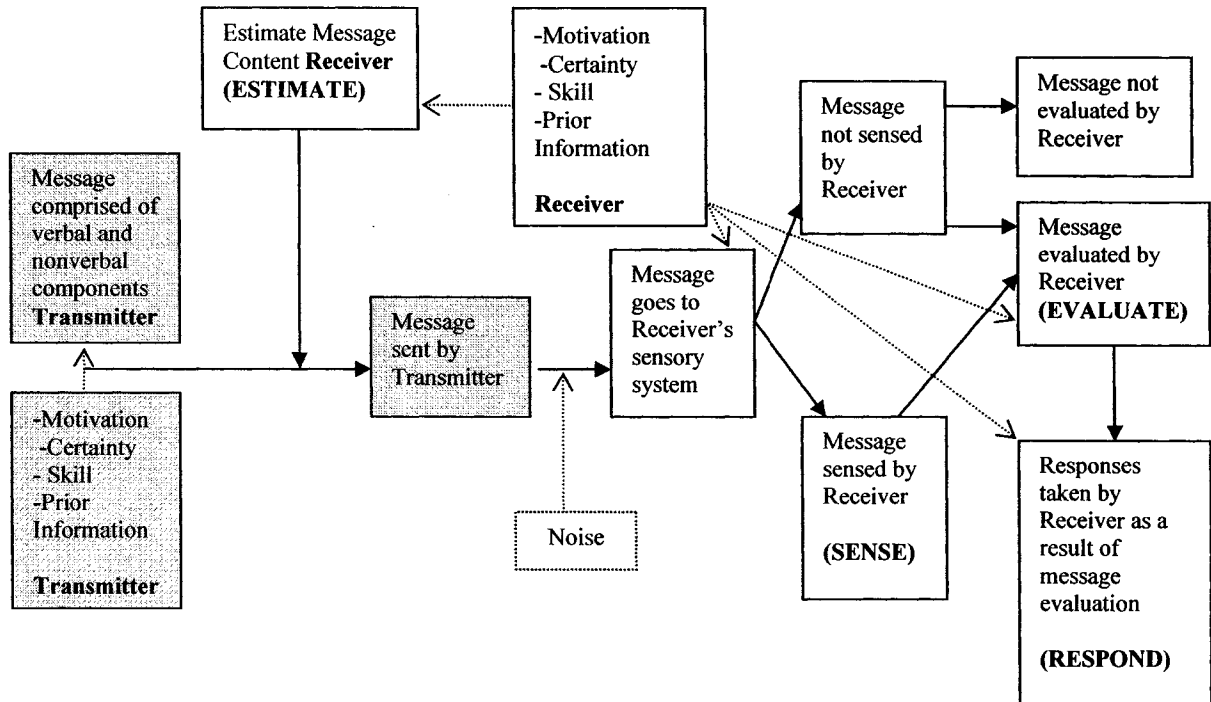 Estimate Message
Content Receiver
(ESTIMATE)
-Motivation
-Certainty
- Skill
-Prior
Information
Receiver
Message
not sensed
by
Receiver
Message not
evaluated by
Receiver
Message
comprised of
verbal and
nonverbal
components
Transmitter
Message
evaluated by
Receiver
(EVALUATE)
Message
sent by
Transmitter
Message
goes to
Receiver's
sensory
system
-Motivation
-Certainty
- Skill
-Prior
Information
Transmitter
Noise
Message
sensed by
Receiver
(SENSE)
Responses
taken by
Receiver as a
result of
message
evaluation
(RESPOND)